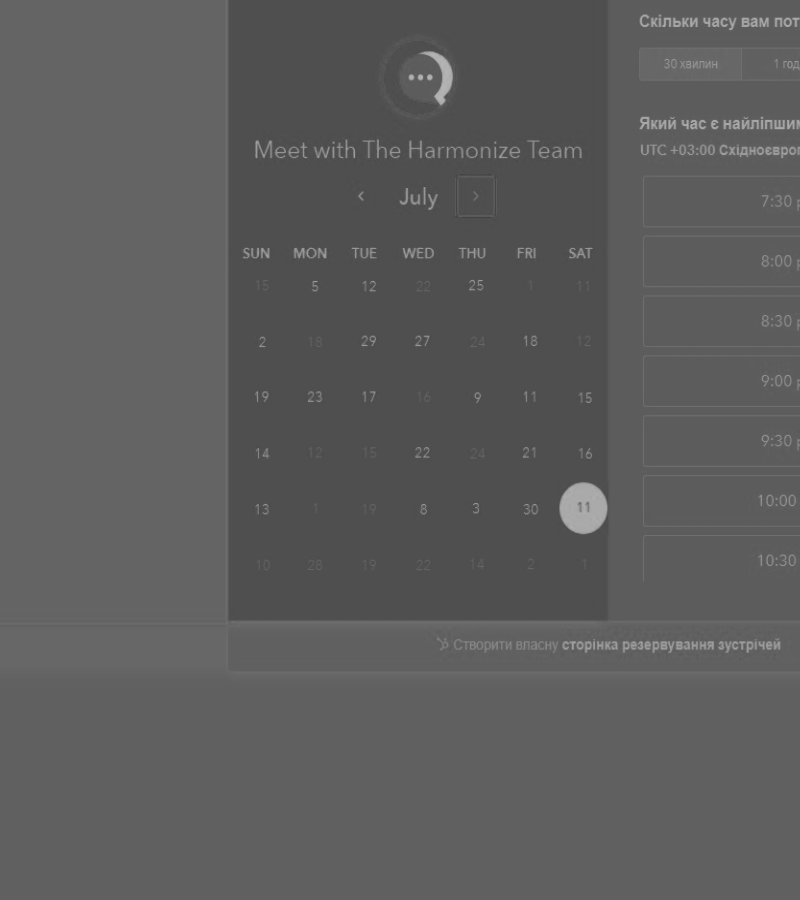 Meet with The Harmonize Team
July
SUN MON TUE WED THU FRI SAT
15 5 12 22 25 1 11
2 18 29 27 24 18 12
19 23 17 16 9 11 15
14 12 15 22 24 21 16
13 1 19 8 3 30 11
10 28 19 22 14 2 1
Скільки часу вам пот
30 хвилин 1 год
Який час є найліпшим
UTC +03:00 Східноєвроп
7:30 p
8:00 p
8:30 p
9:00 p
9:30 p
10:00
10:30
Створити власну сторінка резервування зустрічей